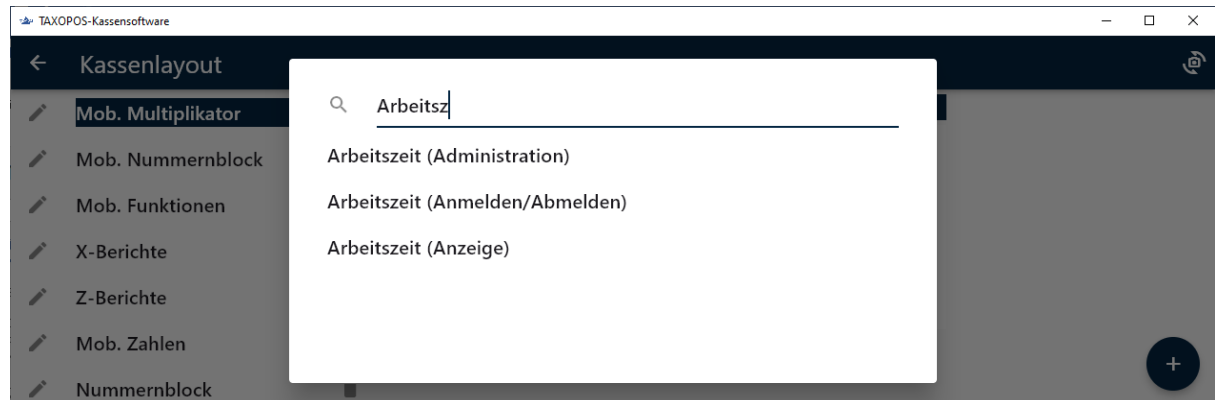 TAXOPOS-Kassensoftware
Kassenlayout
Mob. Multiplikator
Mob. Nummernblock
Mob. Funktionen
X-Berichte
Z-Berichte
Mob. Zahlen
Nummernblock
Arbeitsz
Arbeitszeit (Administration)
Arbeitszeit (Anmelden/Abmelden)
Arbeitszeit (Anzeige)